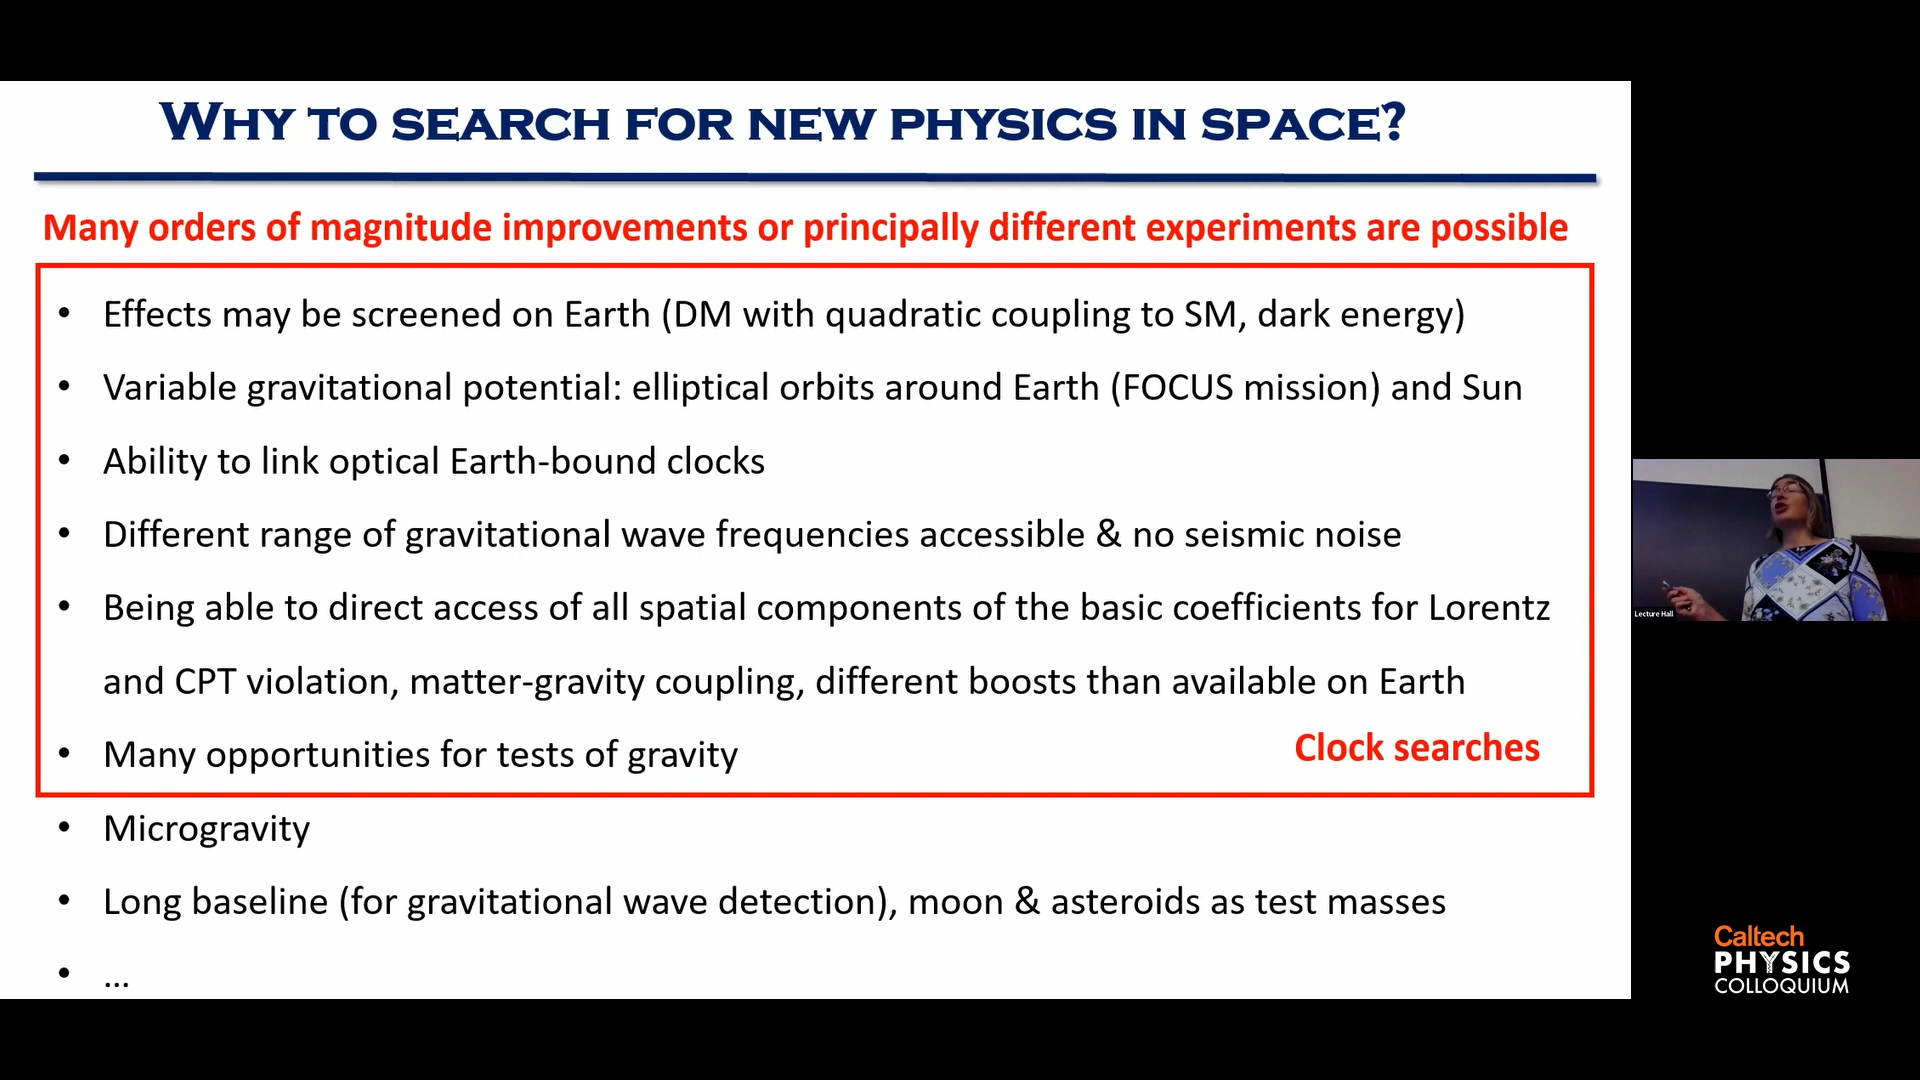 WHY TO SEARCH FOR NEW PHYSICS IN SPACE?
Many orders of magnitude improvements or principally different experiments are possible
• Effects may be screened on Earth (DM with quadratic coupling to SM, dark energy)
• Variable gravitational potential: elliptical orbits around Earth (FOCUS mission) and Sun
• Ability to link optical Earth-bound clocks
• Different range of gravitational wave frequencies accessible & no seismic noise
• Being able to direct access of all spatial components of the basic coefficients for Lorentz
and CPT violation, matter-gravity coupling, different boosts than available on Earth
• Many opportunities for tests of gravity
Clock searches
• Microgravity
• Long baseline (for gravitational wave detection), moon & asteroids as test masses
• ...
Lecture Hall
Caltech
PHYSICS
COLLOQUIUM